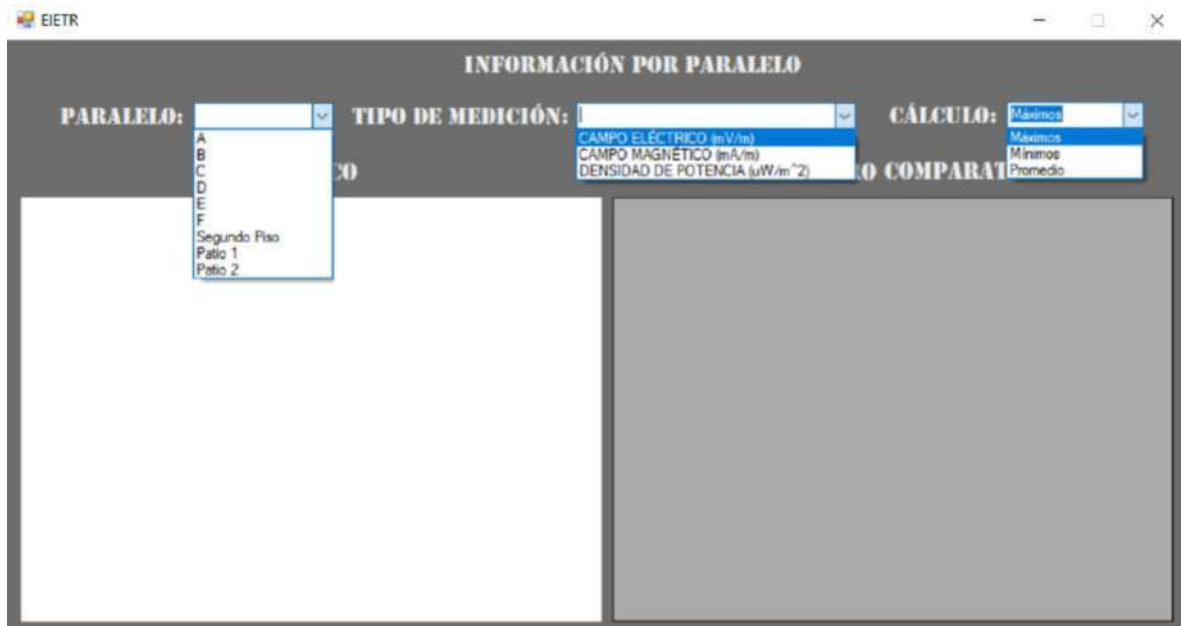 EIETR
INFORMACIÓN POR PARALELO
PARALELO: TIPO DE MEDICIÓN: CÁLCULO: Máximos
A
B
C
D
E
F
Segundo Piso
Patio 1
Patio 2
CAMPO ELÉCTRICO (mV/m)
CAMPO MAGNÉTICO (mA/m)
DENSIDAD DE POTENCIA (uW/m^2)
Máximos
Mínimos
Promedio